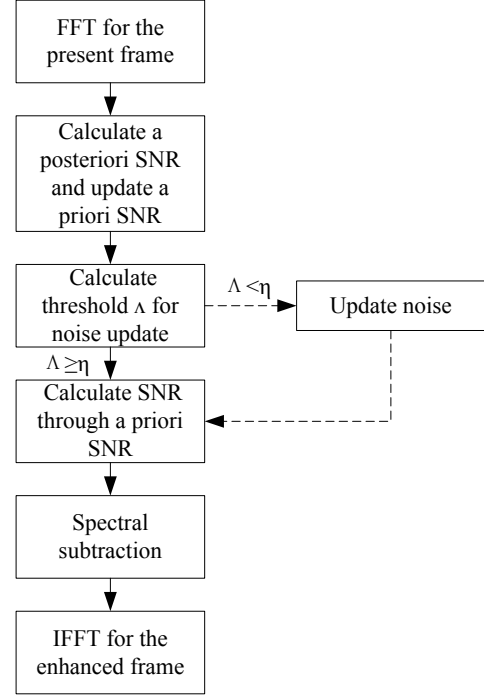 FFT for the
present frame
Calculate a
posteriori SNR
and update a
priori SNR
Calculate
threshold ʌ for
noise update
Λ <η
Update noise
Λ ≥η
Calculate SNR
through a priori
SNR
Spectral
subtraction
IFFT for the
enhanced frame